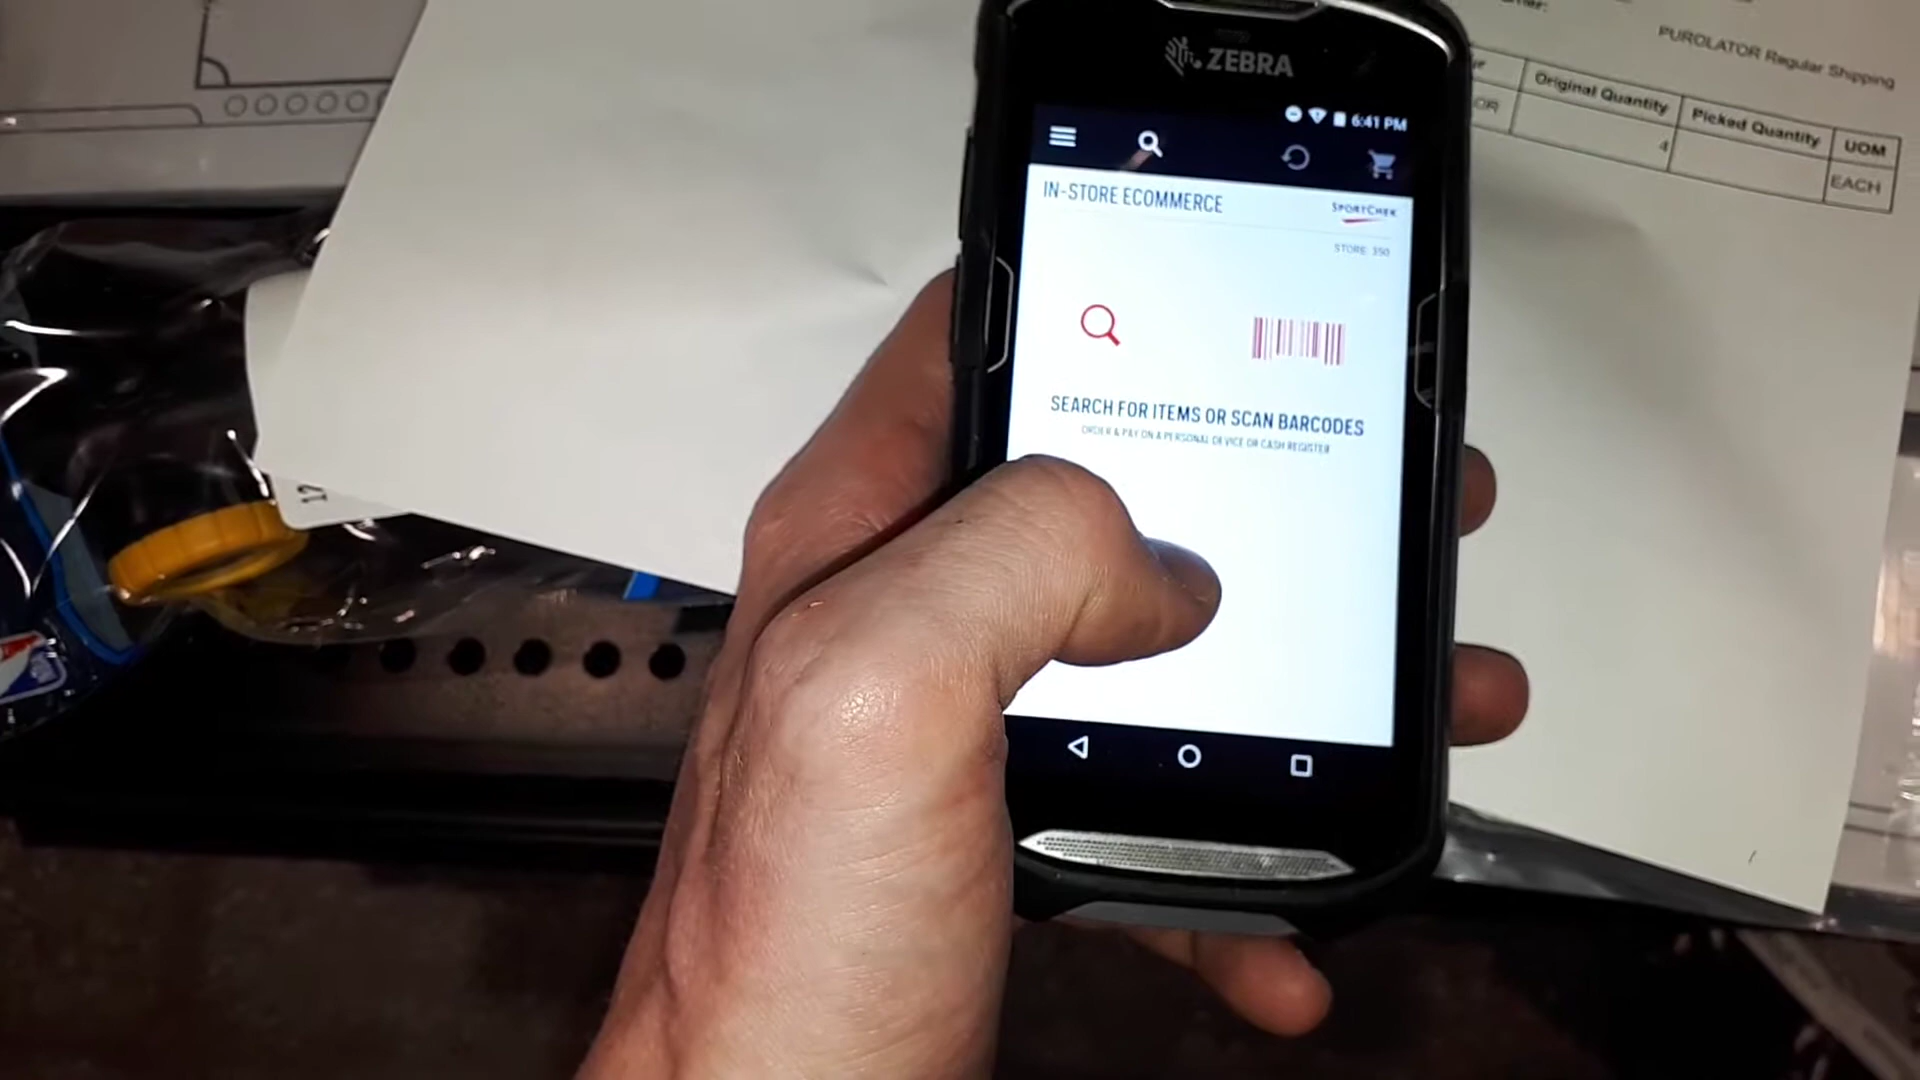 PUROLATOR Regular Shipping
Original Quantity
Picked Quantity
UOM
4
EACH
ZEBRA
6:41 PM
IN-STORE ECOMMERCE
SPORTCHEK
STORE: 350
SEARCH FOR ITEMS OR SCAN BARCODES
ORDER & PAY ON A PERSONAL DEVICE OR CASH REGISTER